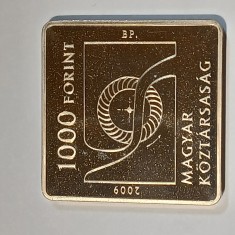 BP.
1000 FORINT
2009
MAGYAR
KÖZTÁRSASÁG